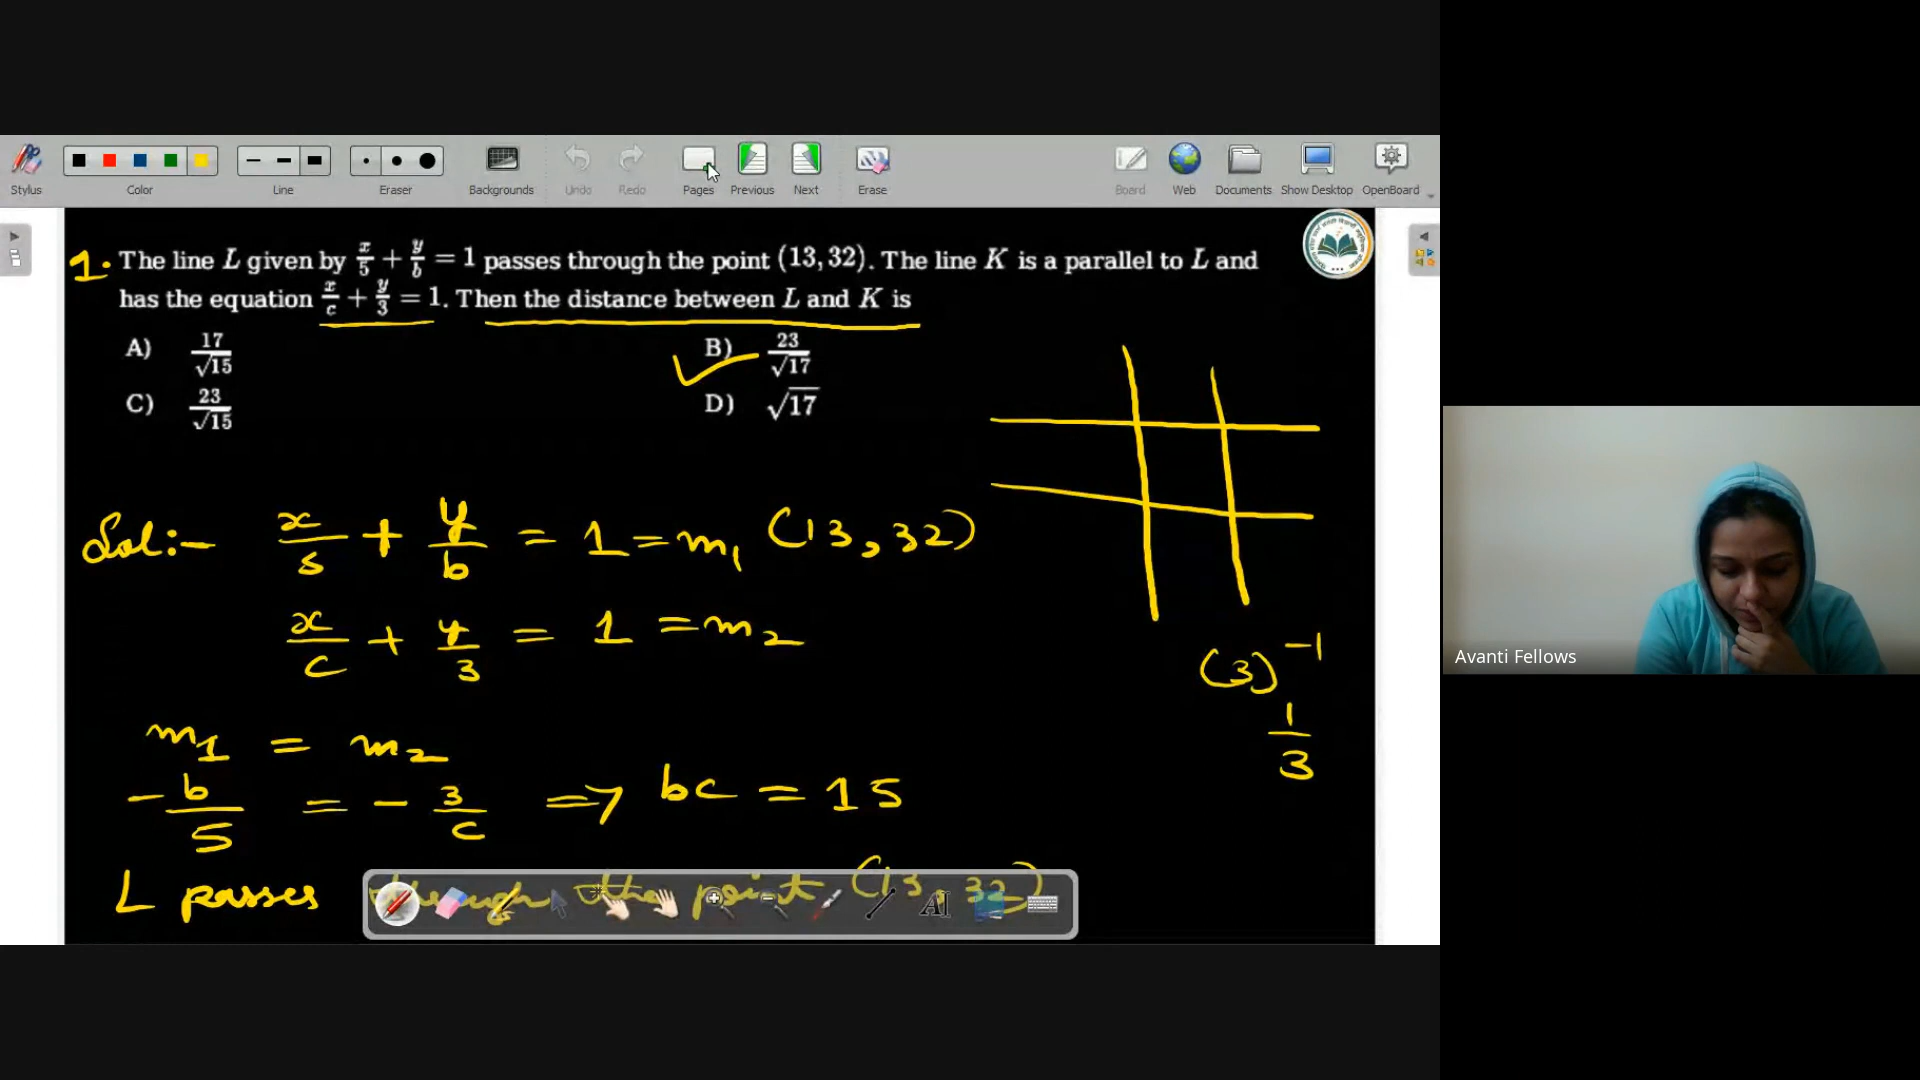 Stylus Color Line Eraser Backgrounds Undo Redo Pages Previous Next Erase Board Web Documents Show Desktop OpenBoard
1. The line L given by x/5 + y/b = 1 passes through the point (13, 32). The line K is a parallel to L and
has the equation x/c + y/3 = 1. Then the distance between L and K is
A) 17/√15 B) 23/√17
C) 23/√15 D) √17
Sol:- x/5 + y/b = 1 = m₁ (13, 32)
x/c + y/3 = 1 = m₂
(3)⁻¹
1/3
m₁ = m₂
-b/5 = -3/c => bc = 15
L passes through the point (13, 32)
Avanti Fellows